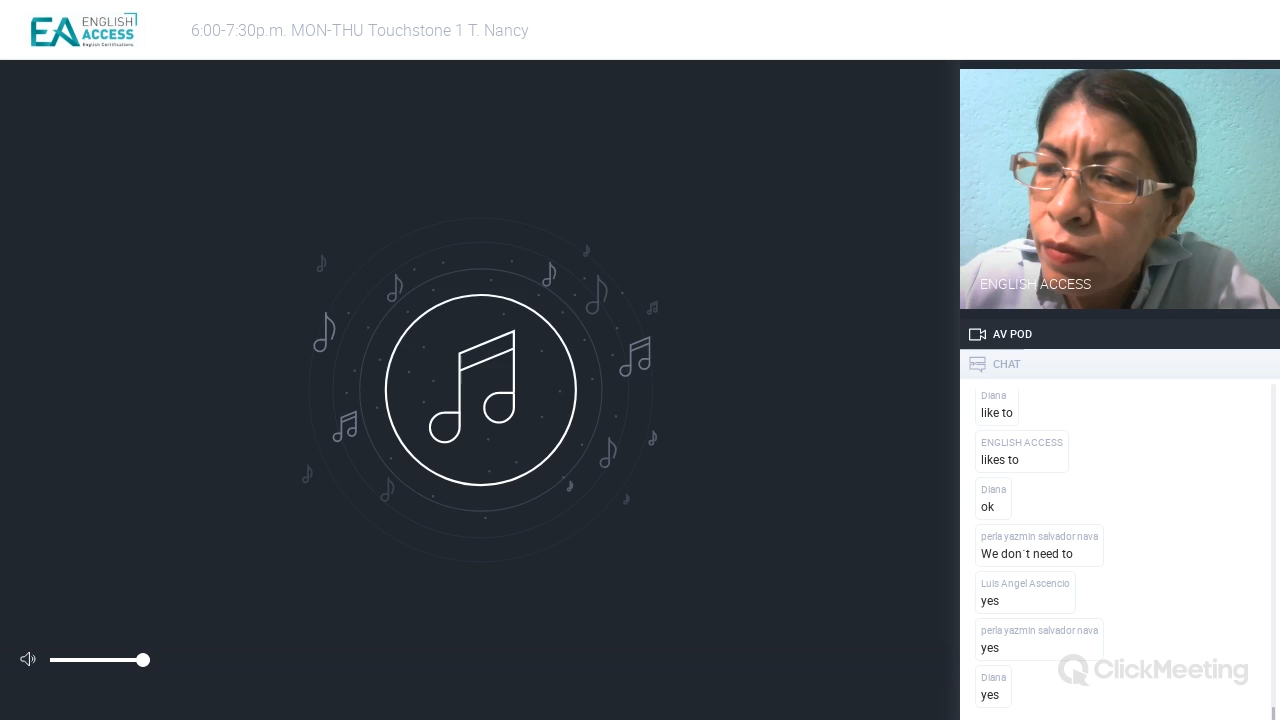 EA ENGLISH ACCESS
English Certifications
6:00-7:30p.m. MON-THU Touchstone 1 T. Nancy
ENGLISH ACCESS
AV POD
CHAT
Diana
like to
ENGLISH ACCESS
likes to
Diana
ok
perla yazmin salvador nava
We don´t need to
Luis Angel Ascencio
yes
perla yazmin salvador nava
yes
Diana
yes
ClickMeeting